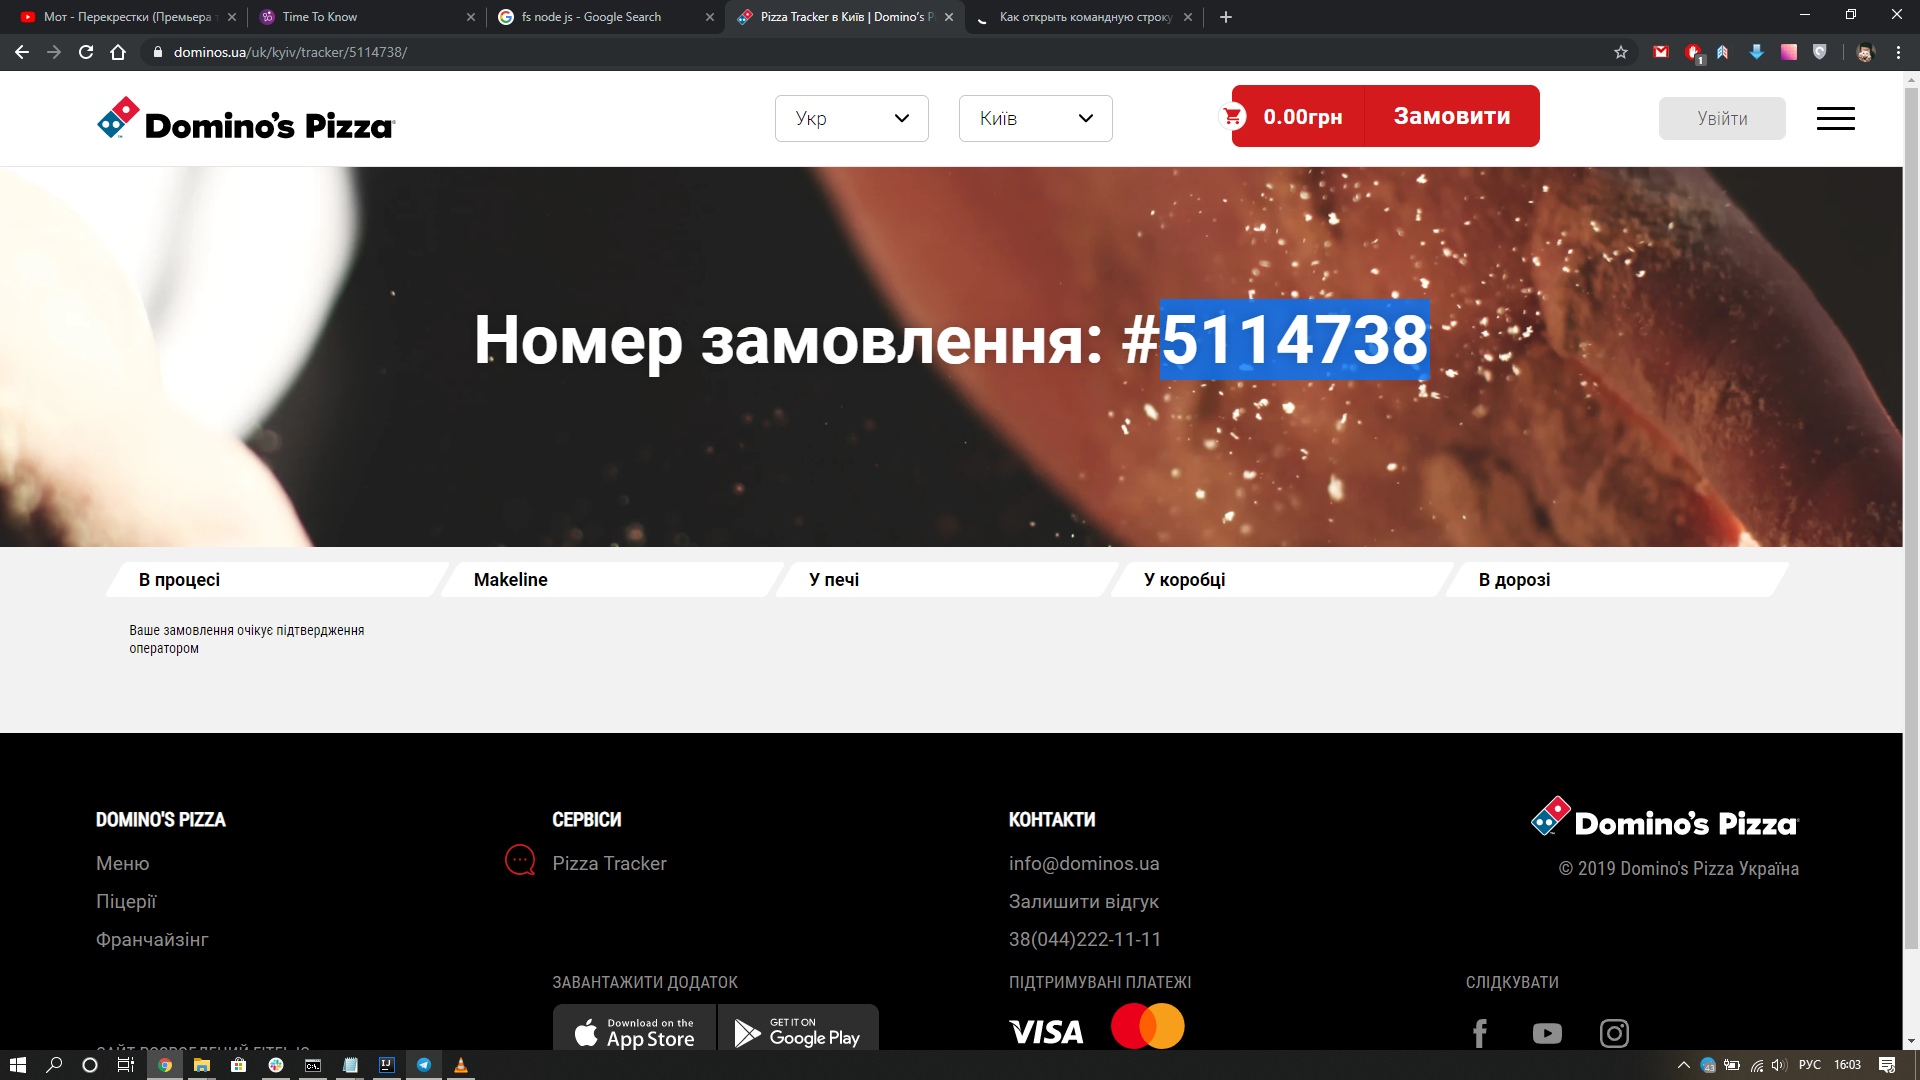 Мот - Перекрестки (Премьера т
Time To Know
fs node js - Google Search
Pizza Tracker в Київ | Domino's P
Как открыть командную строку
dominos.ua/uk/kyiv/tracker/5114738/
1
Domino's Pizza
Укр
Київ
0.00грн
Замовити
Увійти
Номер замовлення: #5114738
В процесі
Makeline
У печі
У коробці
В дорозі
Ваше замовлення очікує підтвердження
оператором
DOMINO'S PIZZA
Меню
Піцерії
Франчайзінг
СЕРВІСИ
Pizza Tracker
ЗАВАНТАЖИТИ ДОДАТОК
Download on the
App Store
GET IT ON
Google Play
КОНТАКТИ
info@dominos.ua
Залишити відгук
38(044)222-11-11
ПІДТРИМУВАНІ ПЛАТЕЖІ
VISA
Domino's Pizza
© 2019 Domino's Pizza Україна
СЛІДКУВАТИ
43
РУС
16:03